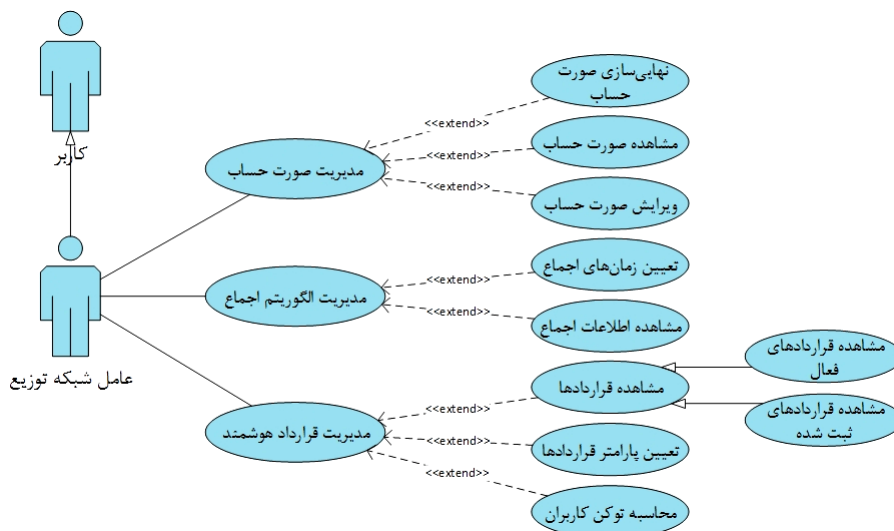 نهایی‌سازی صورت
حساب
<<extend>>
مشاهده صورت حساب
<<extend>>
کاربر
مدیریت صورت حساب
<<extend>>
ویرایش صورت حساب
تعیین زمان‌های اجماع
<<extend>>
مدیریت الگوریتم اجماع
<<extend>>
مشاهده اطلاعات اجماع
مشاهده قراردادهای
فعال
عامل شبکه توزیع
مشاهده قراردادها
<<extend>>
مشاهده قراردادهای
ثبت شده
مدیریت قرارداد هوشمند
<<extend>>
تعیین پارامتر قراردادها
<<extend>>
محاسبه توکن کاربران